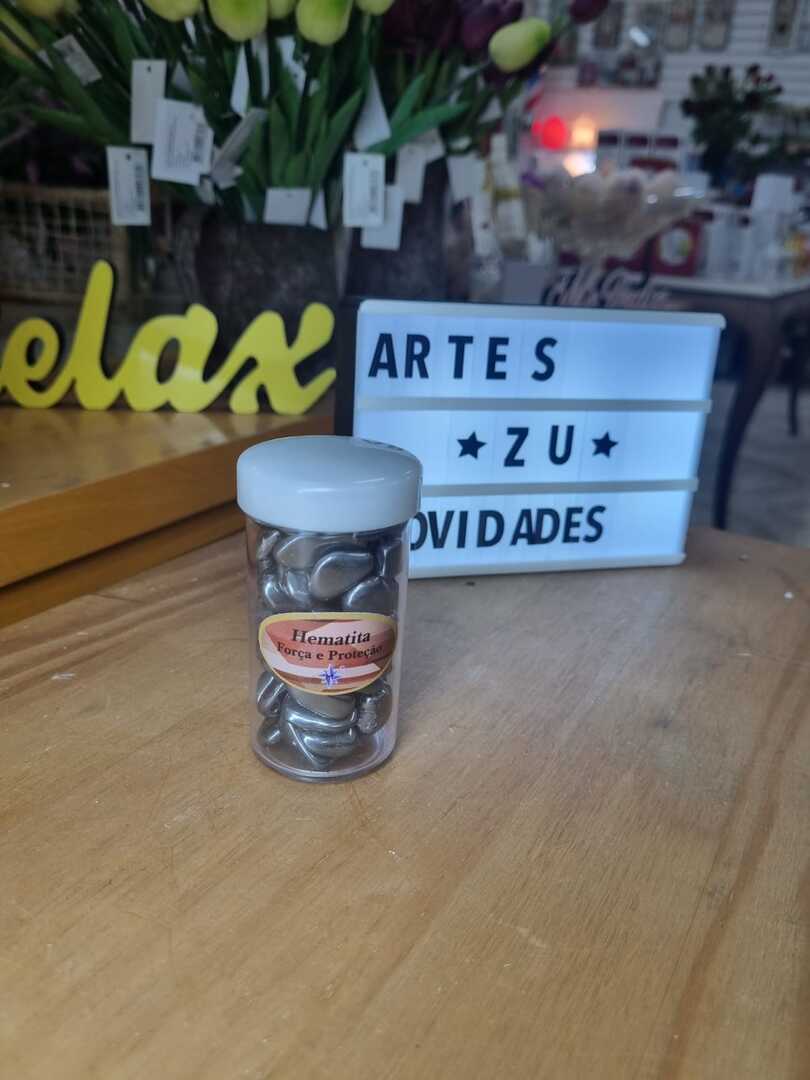 elax
ARTES
★ZU★
OVIDADES
Hematita
Força e Proteção